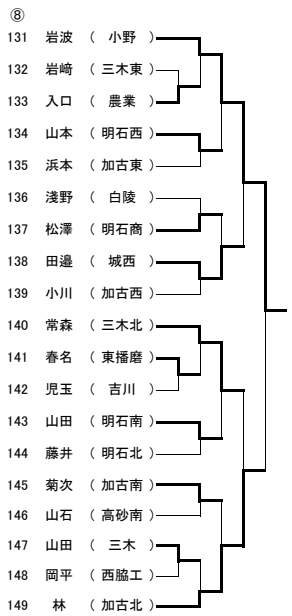 ⑧
131 岩波 ( 小野 )
132 岩﨑 ( 三木東 )
133 入口 ( 農業 )
134 山本 ( 明石西 )
135 浜本 ( 加古東 )
136 淺野 ( 白陵 )
137 松澤 ( 明石商 )
138 田邉 ( 城西 )
139 小川 ( 加古西 )
140 常森 ( 三木北 )
141 春名 ( 東播磨 )
142 児玉 ( 吉川 )
143 山田 ( 明石南 )
144 藤井 ( 明石北 )
145 菊次 ( 加古南 )
146 山石 ( 高砂南 )
147 山田 ( 三木 )
148 岡平 ( 西脇工 )
149 林 ( 加古北 )